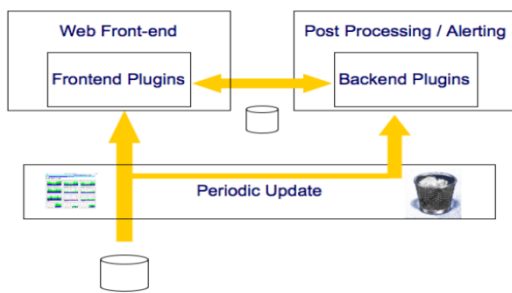 Web Front-end
Post Processing / Alerting
Frontend Plugins
Backend Plugins
Periodic Update